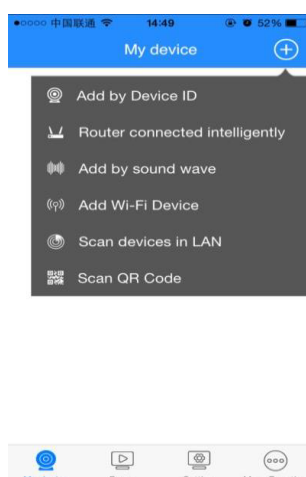 中国联通 14:49 52%
My device
Add by Device ID
Router connected intelligently
Add by sound wave
Add Wi-Fi Device
Scan devices in LAN
Scan QR Code